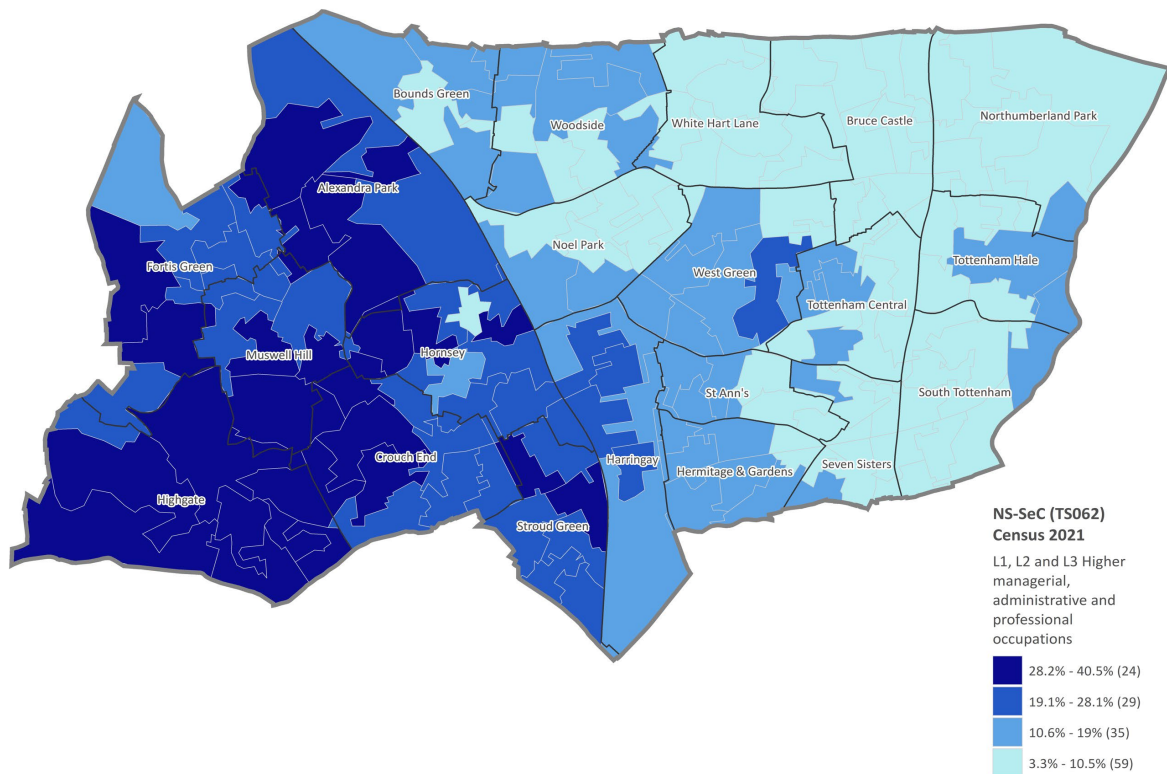 Bounds Green
Woodside
White Hart Lane
Bruce Castle
Northumberland Park
Alexandra Park
Noel Park
Fortis Green
West Green
Tottenham Hale
Tottenham Central
Muswell Hill
Hornsey
St Ann's
South Tottenham
Crouch End
Harringay
Hermitage & Gardens
Seven Sisters
Highgate
Stroud Green
NS-SeC (TS062)
Census 2021
L1, L2 and L3 Higher
managerial,
administrative and
professional
occupations
28.2% - 40.5% (24)
19.1% - 28.1% (29)
10.6% - 19% (35)
3.3% - 10.5% (59)